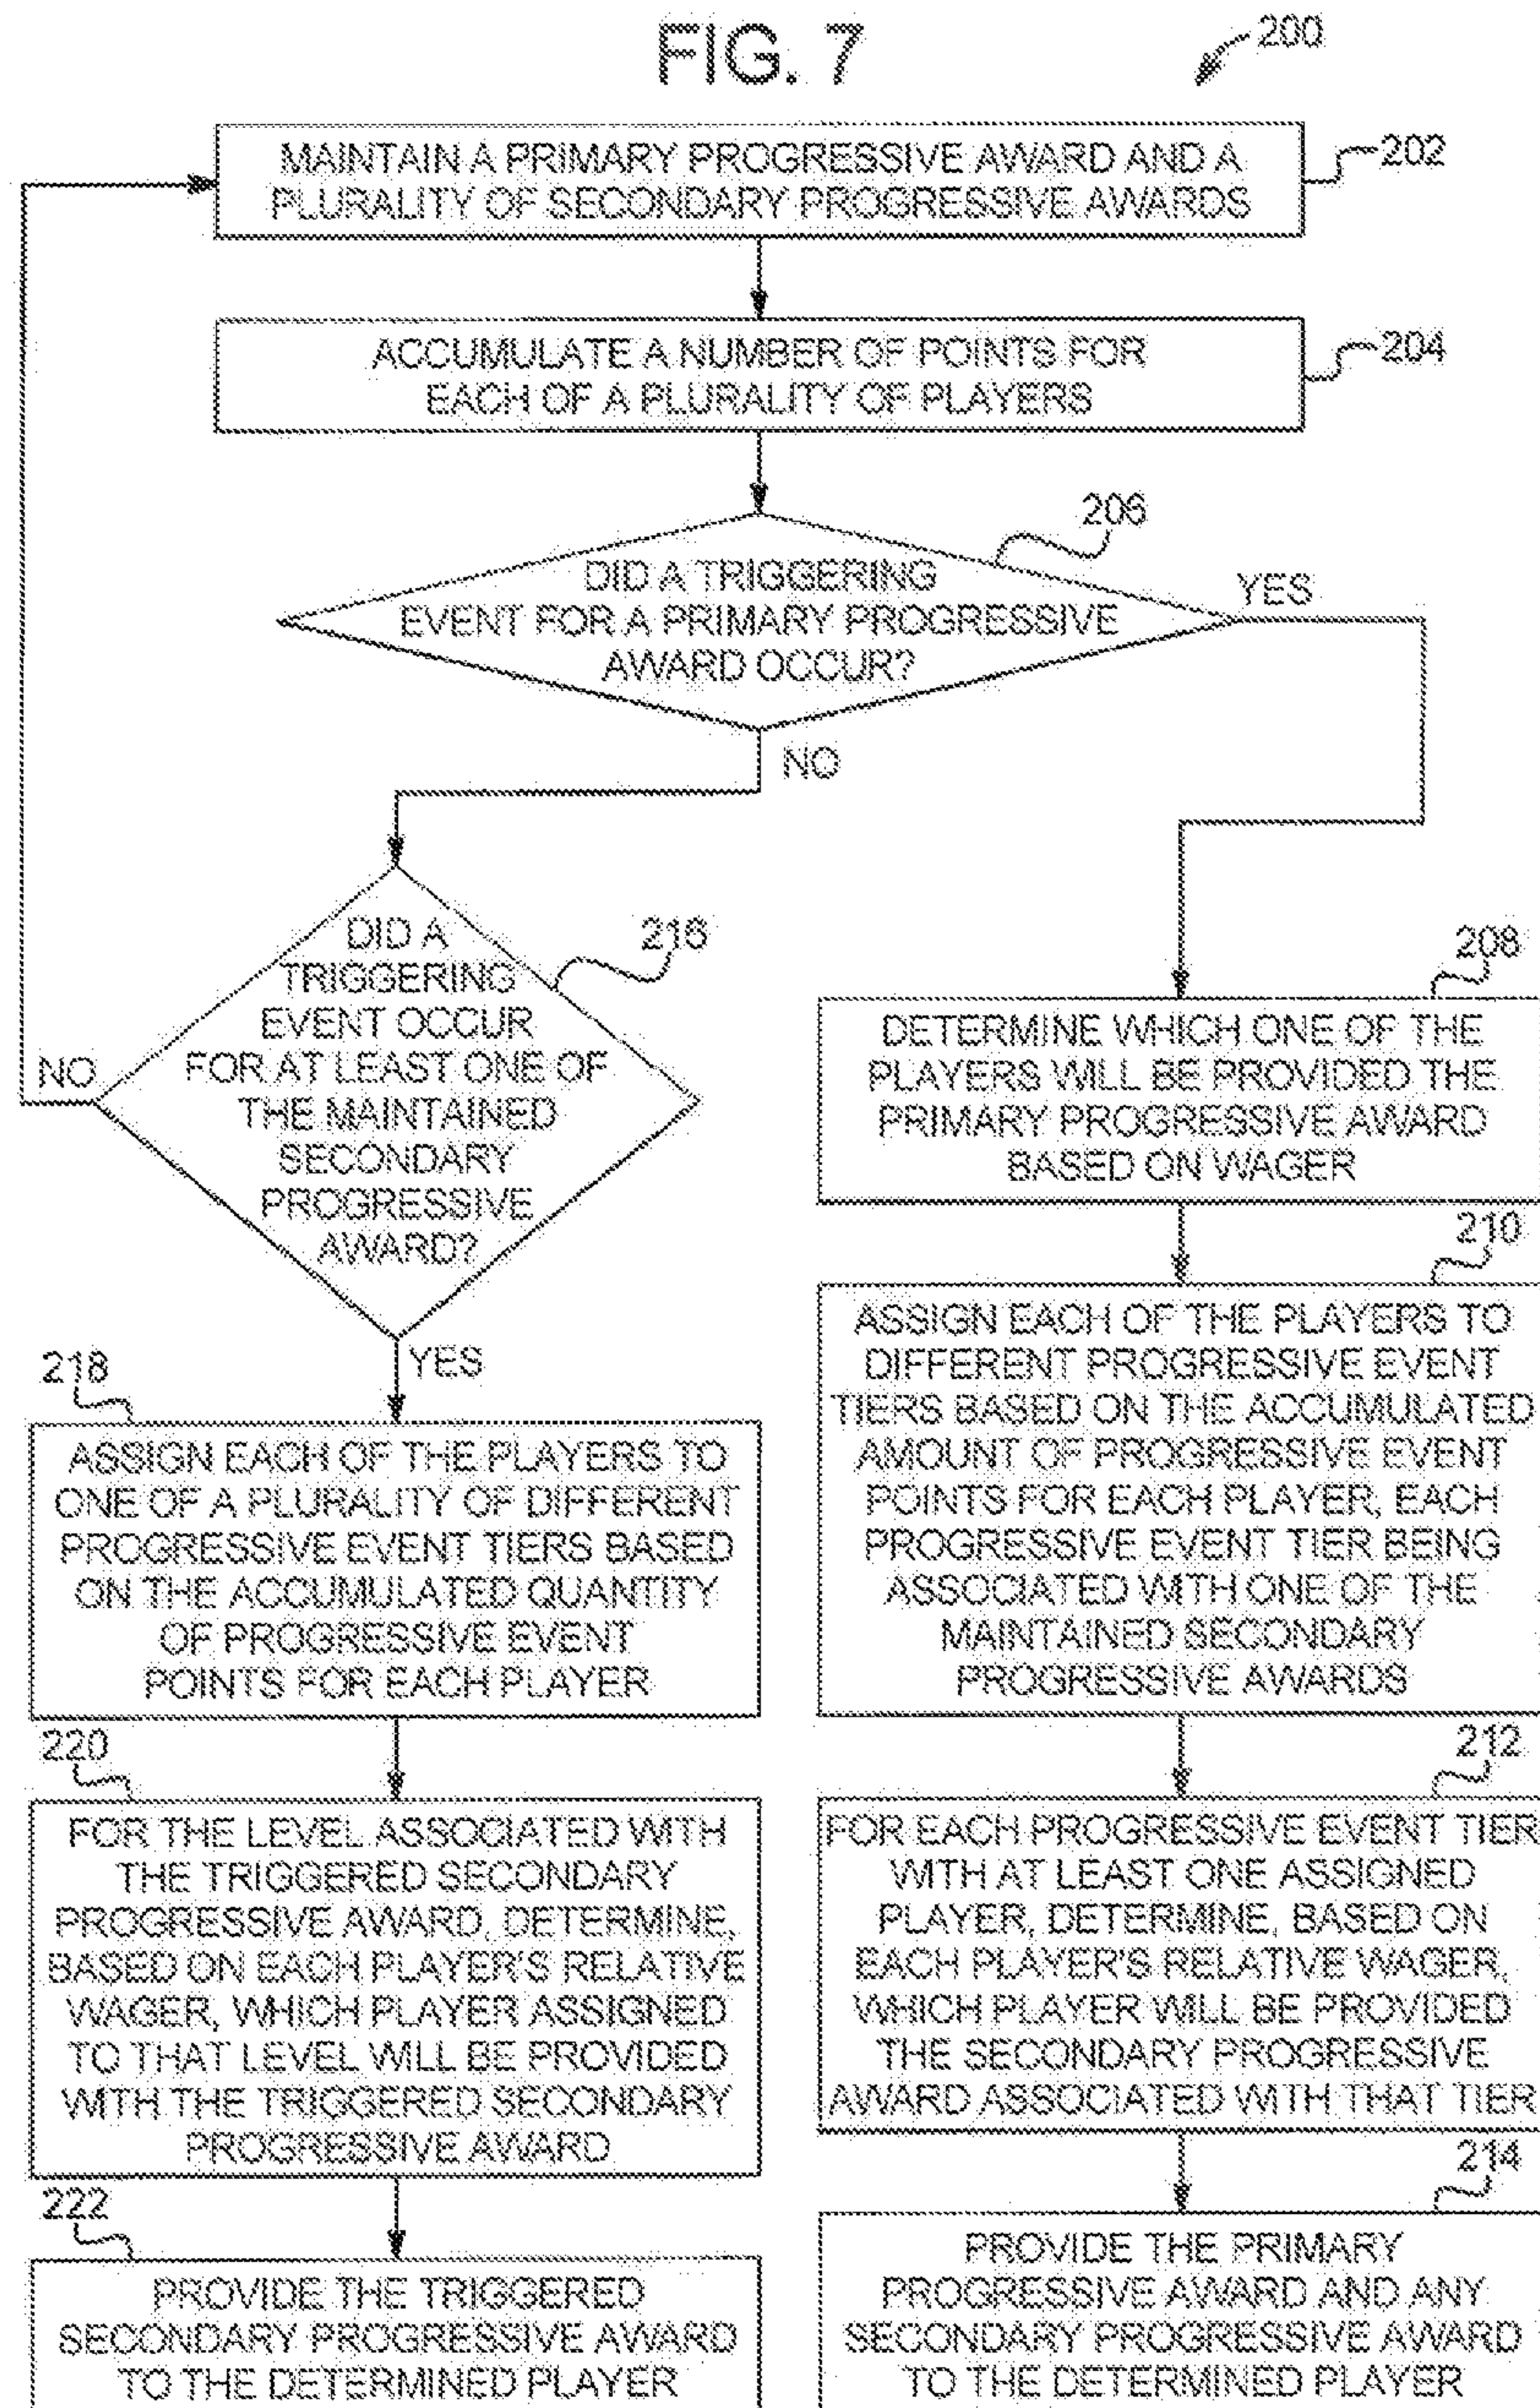 FIG. 7
200
MAINTAIN A PRIMARY PROGRESSIVE AWARD AND A
PLURALITY OF SECONDARY PROGRESSIVE AWARDS
202
ACCUMULATE A NUMBER OF POINTS FOR
EACH OF A PLURALITY OF PLAYERS
204
206
DID A TRIGGERING
EVENT FOR A PRIMARY PROGRESSIVE
AWARD OCCUR?
YES
NO
216
DID A
TRIGGERING
EVENT OCCUR
FOR AT LEAST ONE OF
THE MAINTAINED
SECONDARY
PROGRESSIVE
AWARD?
NO
YES
208
DETERMINE WHICH ONE OF THE
PLAYERS WILL BE PROVIDED THE
PRIMARY PROGRESSIVE AWARD
BASED ON WAGER
210
ASSIGN EACH OF THE PLAYERS TO
DIFFERENT PROGRESSIVE EVENT
TIERS BASED ON THE ACCUMULATED
AMOUNT OF PROGRESSIVE EVENT
POINTS FOR EACH PLAYER, EACH
PROGRESSIVE EVENT TIER BEING
ASSOCIATED WITH ONE OF THE
MAINTAINED SECONDARY
PROGRESSIVE AWARDS
218
ASSIGN EACH OF THE PLAYERS TO
ONE OF A PLURALITY OF DIFFERENT
PROGRESSIVE EVENT TIERS BASED
ON THE ACCUMULATED QUANTITY
OF PROGRESSIVE EVENT
POINTS FOR EACH PLAYER
212
FOR EACH PROGRESSIVE EVENT TIER
WITH AT LEAST ONE ASSIGNED
PLAYER, DETERMINE, BASED ON
EACH PLAYER'S RELATIVE WAGER,
WHICH PLAYER WILL BE PROVIDED
THE SECONDARY PROGRESSIVE
AWARD ASSOCIATED WITH THAT TIER
220
FOR THE LEVEL ASSOCIATED WITH
THE TRIGGERED SECONDARY
PROGRESSIVE AWARD, DETERMINE,
BASED ON EACH PLAYER'S RELATIVE
WAGER, WHICH PLAYER ASSIGNED
TO THAT LEVEL WILL BE PROVIDED
WITH THE TRIGGERED SECONDARY
PROGRESSIVE AWARD
214
PROVIDE THE PRIMARY
PROGRESSIVE AWARD AND ANY
SECONDARY PROGRESSIVE AWARD
TO THE DETERMINED PLAYER
222
PROVIDE THE TRIGGERED
SECONDARY PROGRESSIVE AWARD
TO THE DETERMINED PLAYER